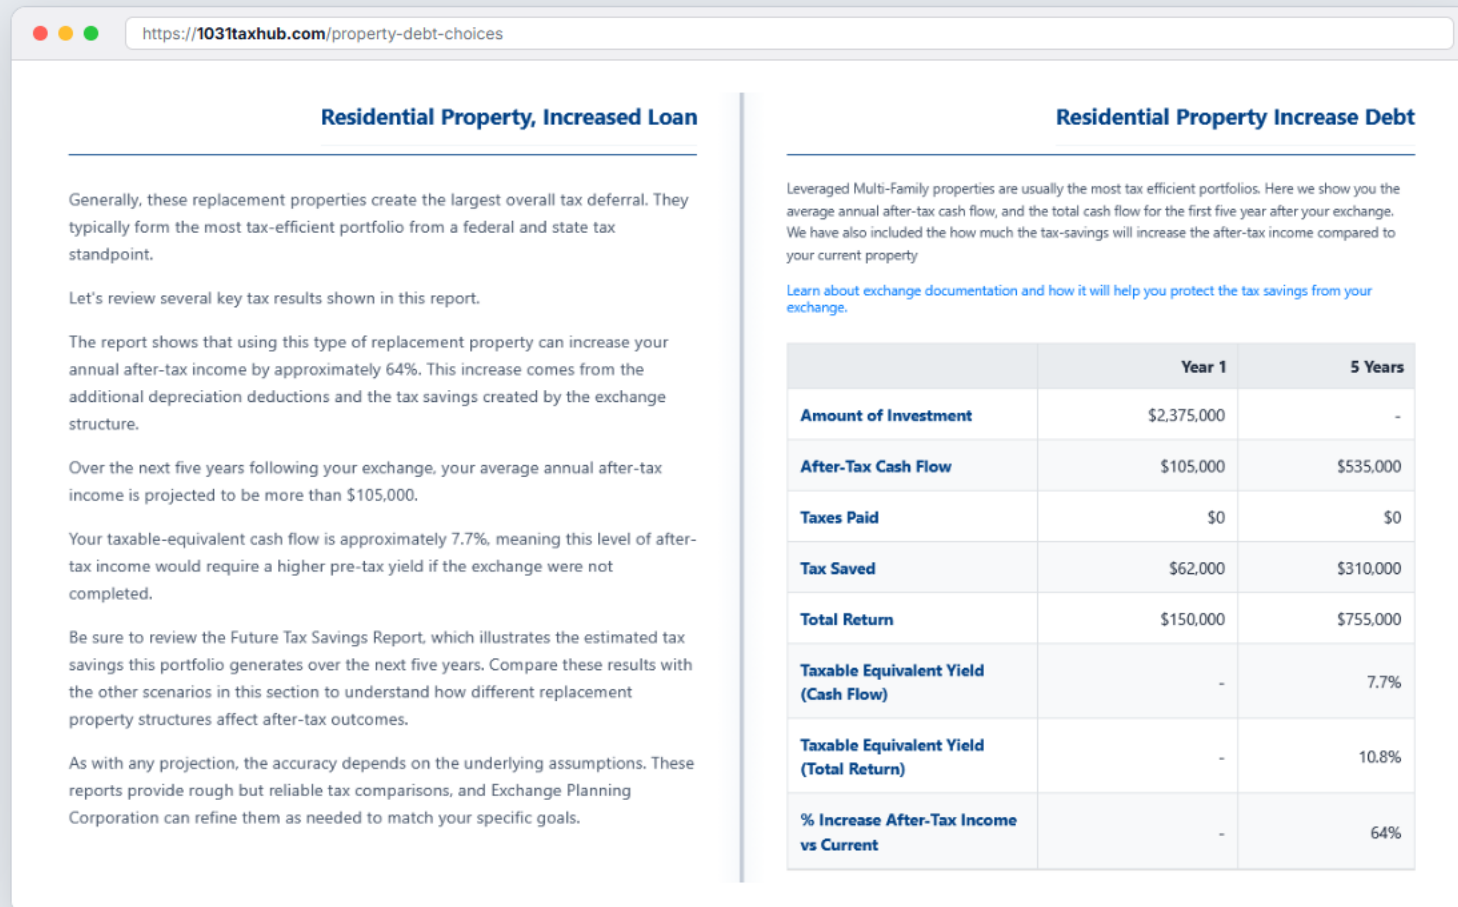 https://1031taxhub.com/property-debt-choices
Residential Property, Increased Loan
Generally, these replacement properties create the largest overall tax deferral. They
typically form the most tax-efficient portfolio from a federal and state tax
standpoint.
Let's review several key tax results shown in this report.
The report shows that using this type of replacement property can increase your
annual after-tax income by approximately 64%. This increase comes from the
additional depreciation deductions and the tax savings created by the exchange
structure.
Over the next five years following your exchange, your average annual after-tax
income is projected to be more than $105,000.
Your taxable-equivalent cash flow is approximately 7.7%, meaning this level of after-
tax income would require a higher pre-tax yield if the exchange were not
completed.
Be sure to review the Future Tax Savings Report, which illustrates the estimated tax
savings this portfolio generates over the next five years. Compare these results with
the other scenarios in this section to understand how different replacement
property structures affect after-tax outcomes.
As with any projection, the accuracy depends on the underlying assumptions. These
reports provide rough but reliable tax comparisons, and Exchange Planning
Corporation can refine them as needed to match your specific goals.
Residential Property Increase Debt
Leveraged Multi-Family properties are usually the most tax efficient portfolios. Here we show you the
average annual after-tax cash flow, and the total cash flow for the first five year after your exchange.
We have also included the how much the tax-savings will increase the after-tax income compared to
your current property
Learn about exchange documentation and how it will help you protect the tax savings from your
exchange.
Year 1 5 Years
Amount of Investment $2,375,000 -
After-Tax Cash Flow $105,000 $535,000
Taxes Paid $0 $0
Tax Saved $62,000 $310,000
Total Return $150,000 $755,000
Taxable Equivalent Yield
(Cash Flow) - 7.7%
Taxable Equivalent Yield
(Total Return) - 10.8%
% Increase After-Tax Income
vs Current - 64%